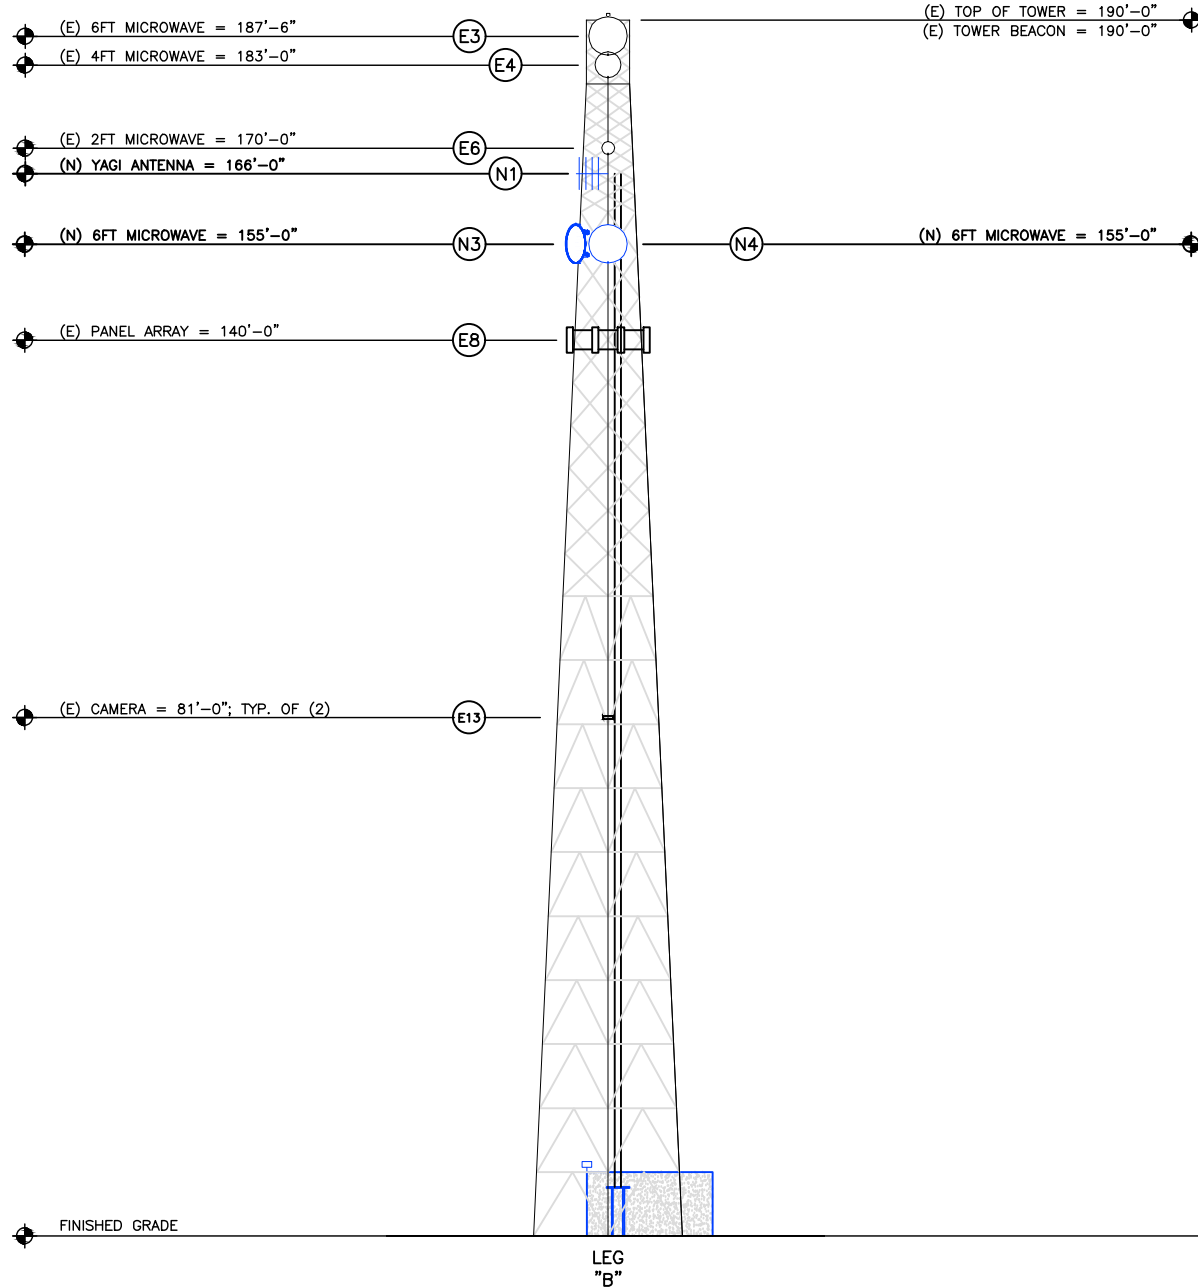 (E) 6FT MICROWAVE = 187'-6"
E3
(E) TOP OF TOWER = 190'-0"
(E) TOWER BEACON = 190'-0"
(E) 4FT MICROWAVE = 183'-0"
E4
(E) 2FT MICROWAVE = 170'-0"
E6
(N) YAGI ANTENNA = 166'-0"
N1
(N) 6FT MICROWAVE = 155'-0"
N3
N4
(N) 6FT MICROWAVE = 155'-0"
(E) PANEL ARRAY = 140'-0"
E8
(E) CAMERA = 81'-0"; TYP. OF (2)
E13
FINISHED GRADE
LEG
"B"